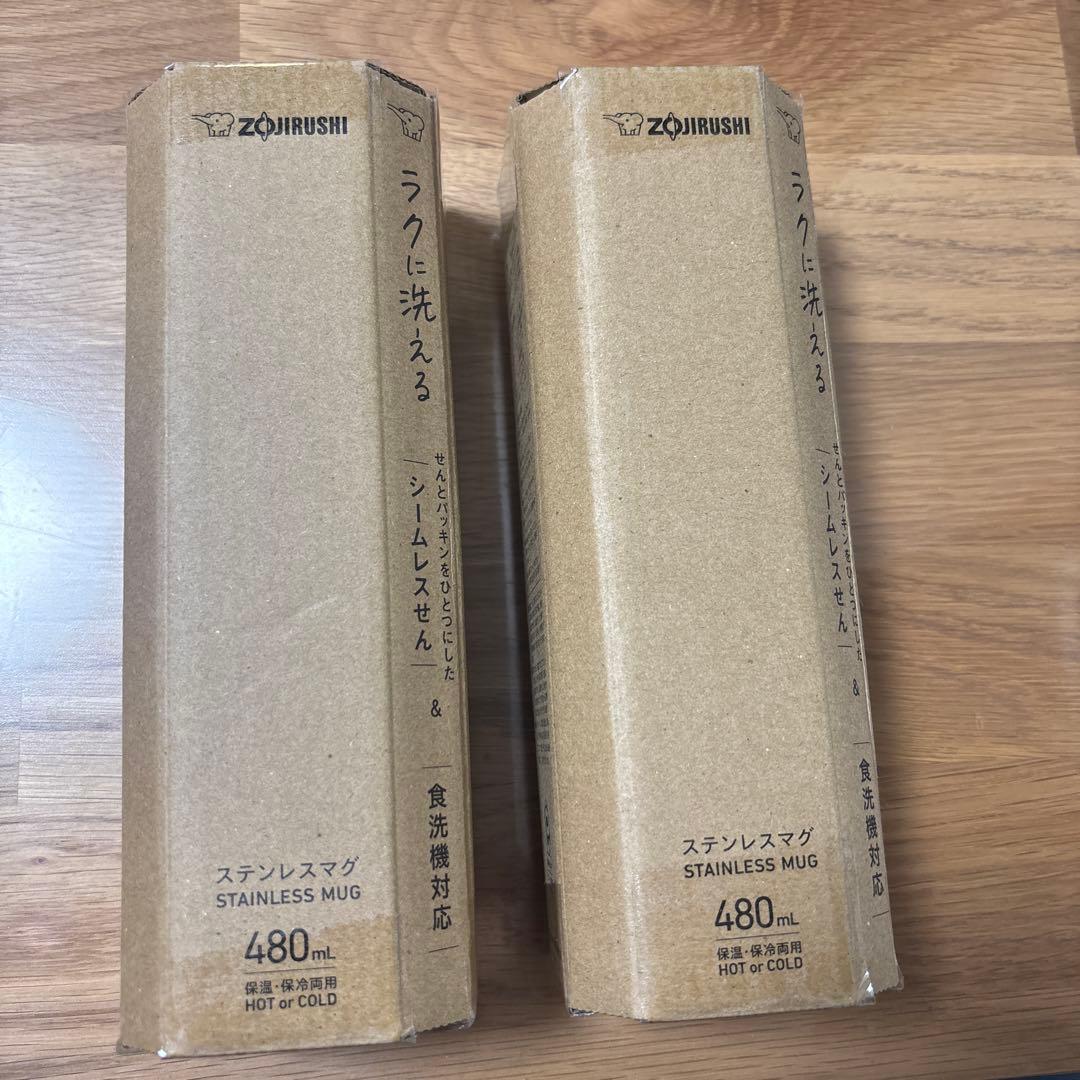 ZOJIRUSHI
ラクに洗える
せんとパッキンをひとつにした
シームレスせん
&
食洗機対応
ステンレスマグ
STAINLESS MUG
480mL
保温・保冷両用
HOT or COLD
ZOJIRUSHI
ラクに洗える
せんとパッキンをひとつにした
シームレスせん
&
食洗機対応
ステンレスマグ
STAINLESS MUG
480mL
保温・保冷両用
HOT or COLD